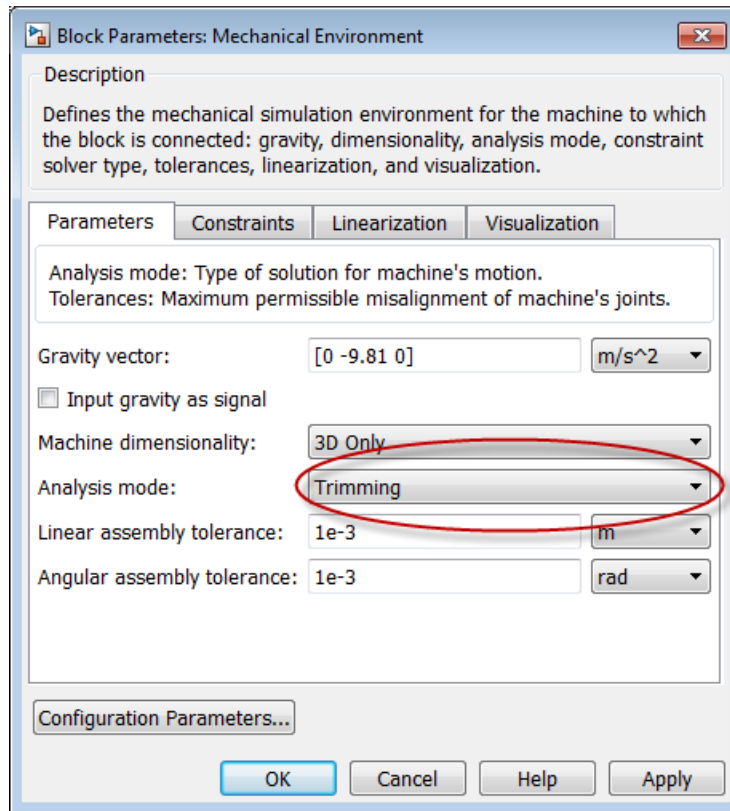 Block Parameters: Mechanical Environment
Description
Defines the mechanical simulation environment for the machine to which
the block is connected: gravity, dimensionality, analysis mode, constraint
solver type, tolerances, linearization, and visualization.
Parameters Constraints Linearization Visualization
Analysis mode: Type of solution for machine's motion.
Tolerances: Maximum permissible misalignment of machine's joints.
Gravity vector: [0 -9.81 0] m/s^2
Input gravity as signal
Machine dimensionality: 3D Only
Analysis mode: Trimming
Linear assembly tolerance: 1e-3 m
Angular assembly tolerance: 1e-3 rad
Configuration Parameters...
OK Cancel Help Apply